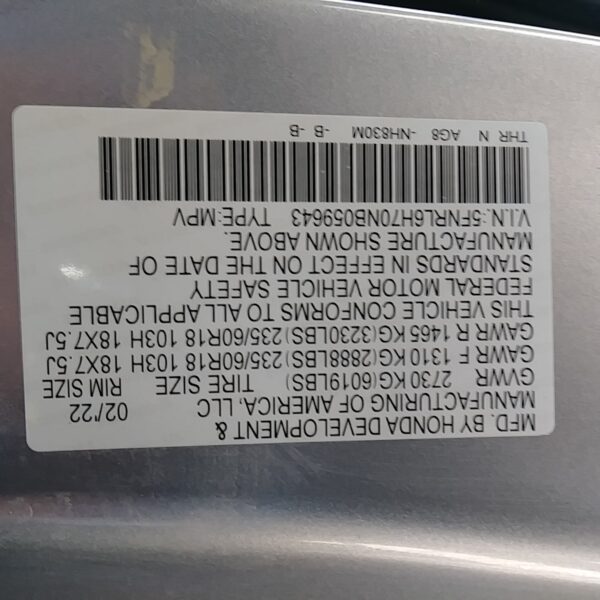 MFD. BY HONDA DEVELOPMENT &
MANUFACTURING OF AMERICA, LLC 02/'22
GVWR 2730 KG(6019LBS) TIRE SIZE RIM SIZE
GAWR F 1310 KG(2888LBS) 235/60R18 103H 18X7.5J
GAWR R 1465 KG(3230LBS) 235/60R18 103H 18X7.5J
THIS VEHICLE CONFORMS TO ALL APPLICABLE
FEDERAL MOTOR VEHICLE SAFETY
STANDARDS IN EFFECT ON THE DATE OF
MANUFACTURE SHOWN ABOVE.
V.I.N.:5FNRL6H70NB059643 TYPE:MPV
THR N AG8 -NH830M -B -B